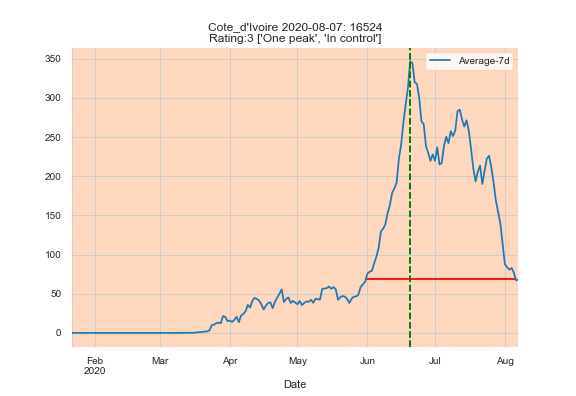 Cote_d'Ivoire 2020-08-07: 16524
Rating:3 ['One peak', 'In control']
Average-7d
350
300
250
200
150
100
50
0
Feb
2020
Mar
Apr
May
Jun
Jul
Aug
Date